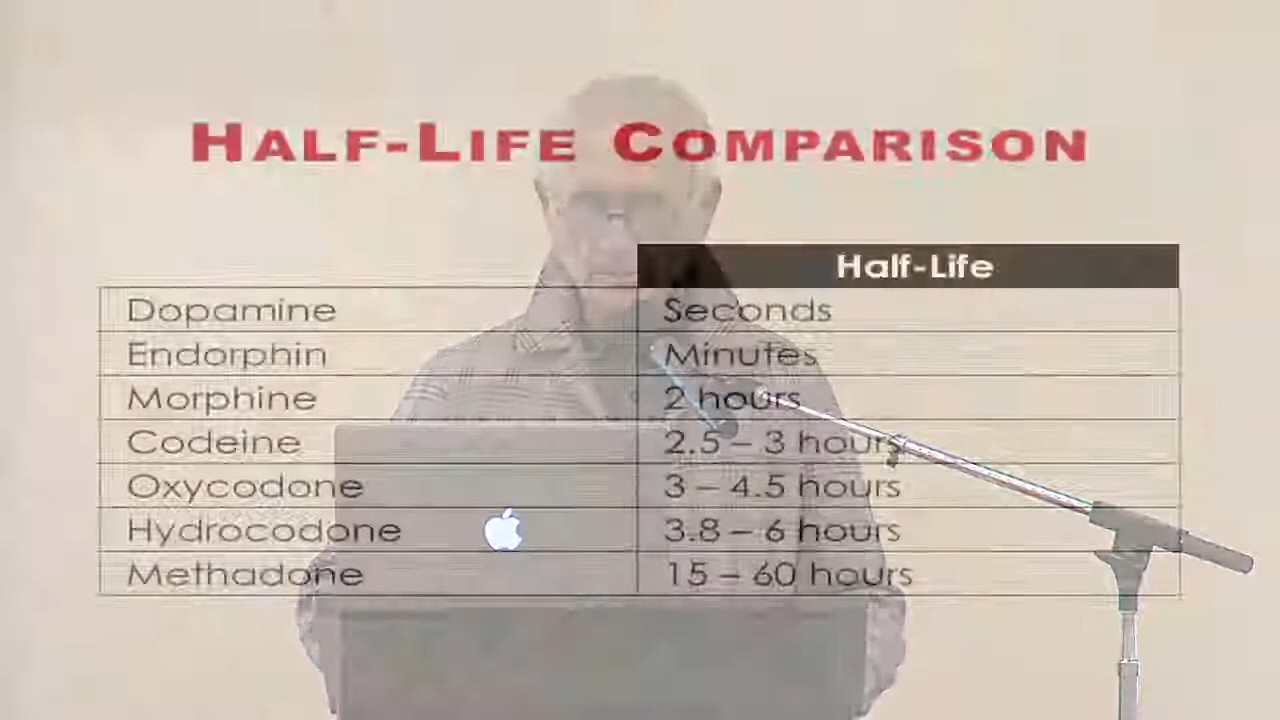 HALF-LIFE COMPARISON
Half-Life
Dopamine Seconds
Endorphin Minutes
Morphine 2 hours
Codeine 2.5 – 3 hours
Oxycodone 3 – 4.5 hours
Hydrocodone 3.8 – 6 hours
Methadone 15 – 60 hours